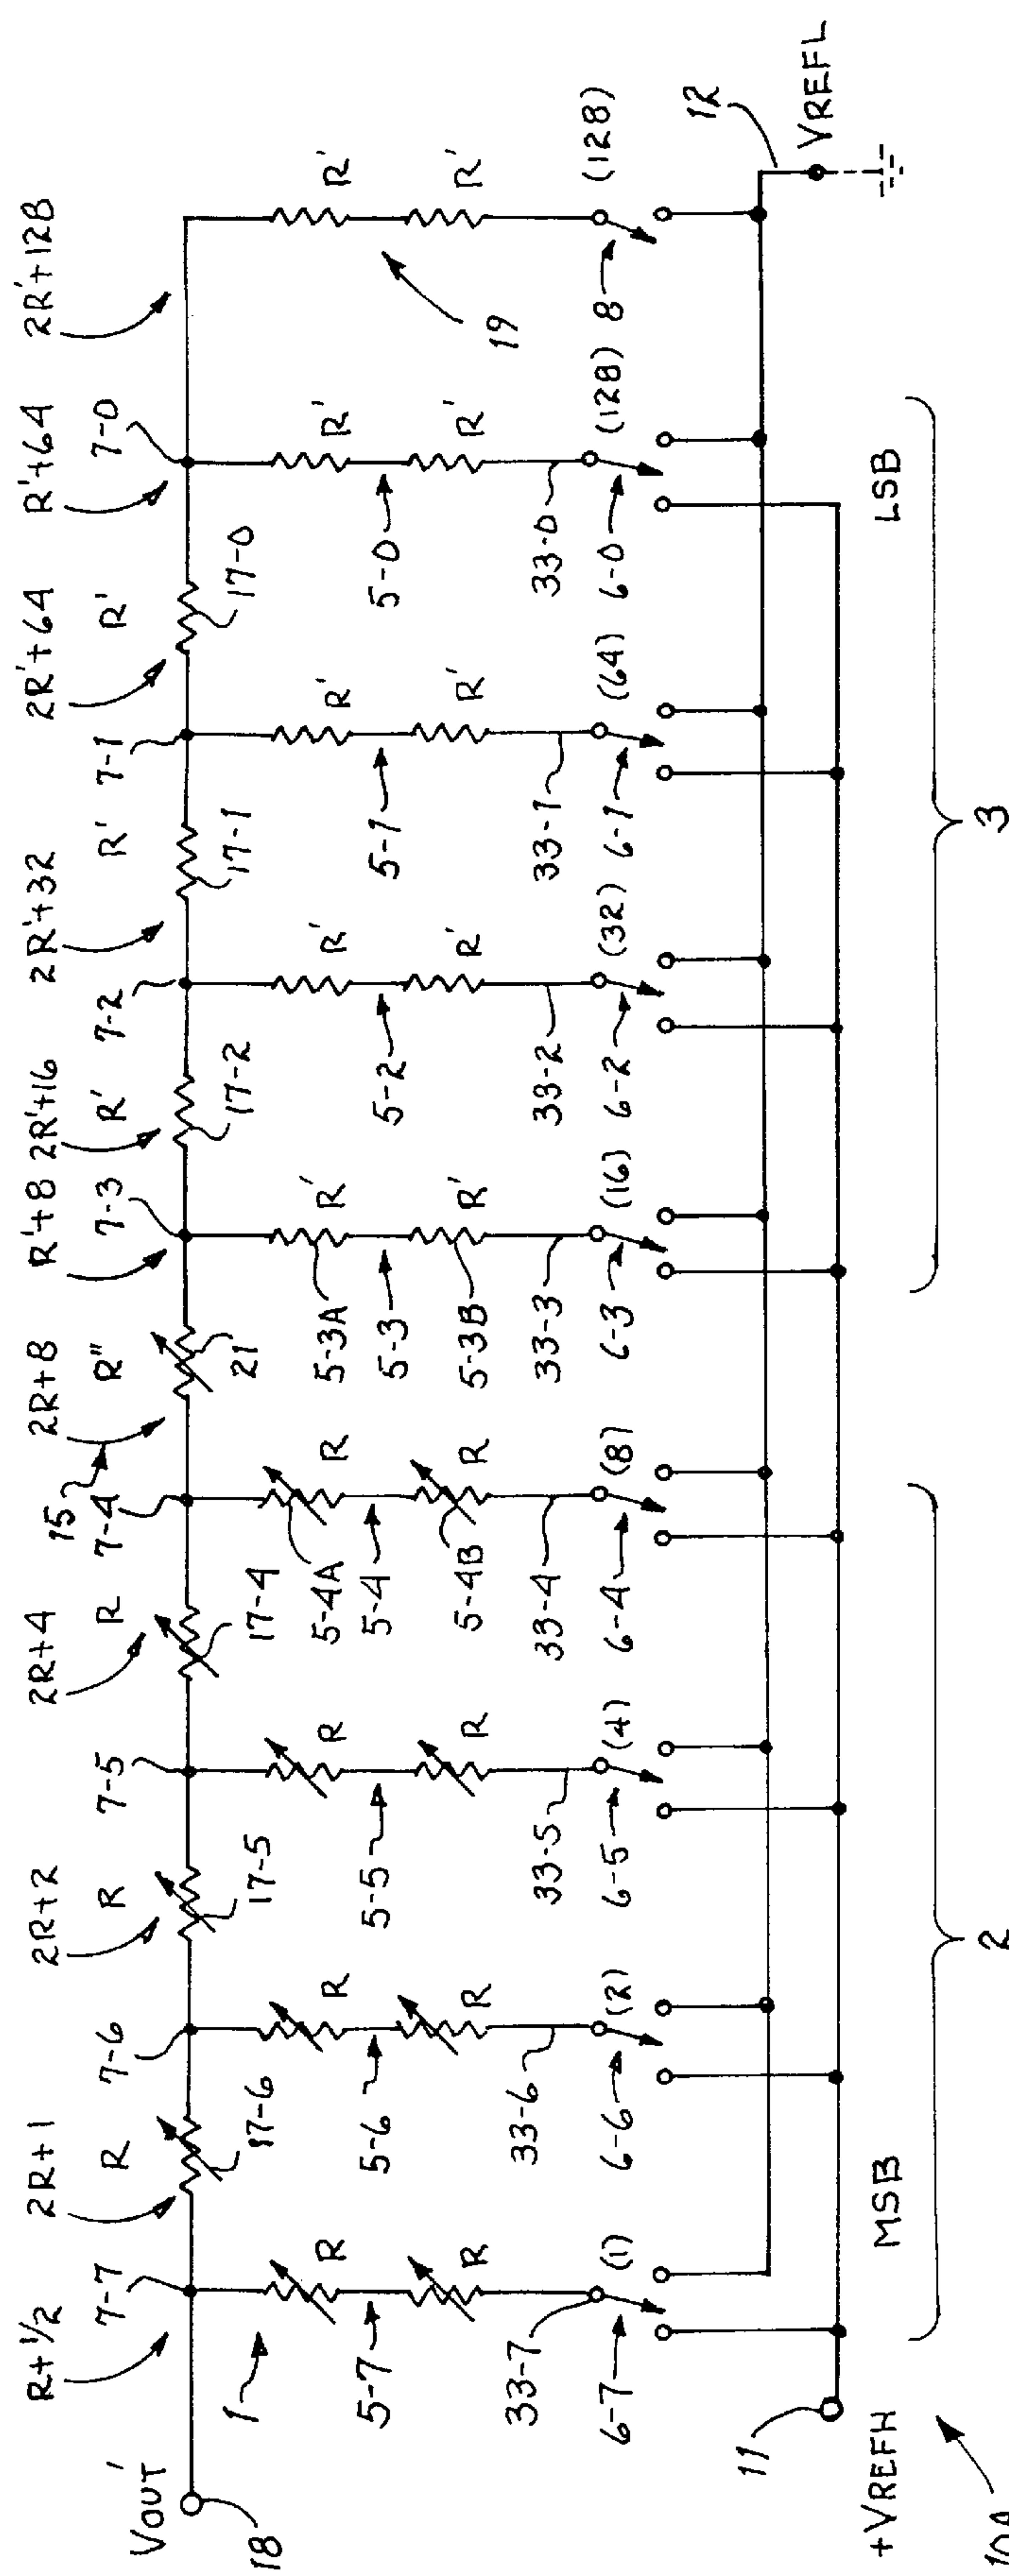 R+1/2
2R+1
2R+2
2R+4
2R+8
R'+8
2R'+16
2R'+32
2R'+64
R'+64
2R'+128
VOUT'
18
7-7
R
17-6
7-6
R
17-5
7-5
R
17-4
7-4
15
R"
21
7-3
R'
17-2
7-2
R'
17-1
7-1
R'
17-0
7-0
1
R
R
5-7
R
R
5-6
R
R
5-5
R
R
5-4A
5-4
5-4B
R'
R'
5-3A
5-3
5-3B
R'
R'
5-2
R'
R'
5-1
R'
R'
5-0
R'
R'
19
33-7
6-7
(1)
33-6
6-6
(2)
33-5
6-5
(4)
33-4
6-4
(8)
33-3
6-3
(16)
33-2
6-2
(32)
33-1
6-1
(64)
33-0
6-0
(128)
8
(128)
12
VREFL
11
+VREFH
MSB
LSB
2
3
10A